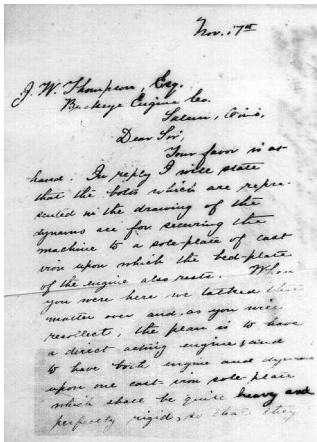 Nov. 17th
J. W. Thompson, Esq.
Buckeye Engine Co.
Salem, Ohio,
Dear Sir,
Your favor is at
hand. In reply I will state
that the bolts which are repre-
sented in the drawing of the
dynamo are for securing the
machine to a sole-plate of cast
iron upon which the bed-plate
of the engine also rests. When
you were here we talked this
matter over and, as you will
recollect, the plan is to have
a direct acting engine and
to have both engine and dynamo
upon one cast-iron sole-plate
which shall be quite heavy and
perfectly rigid, so that they